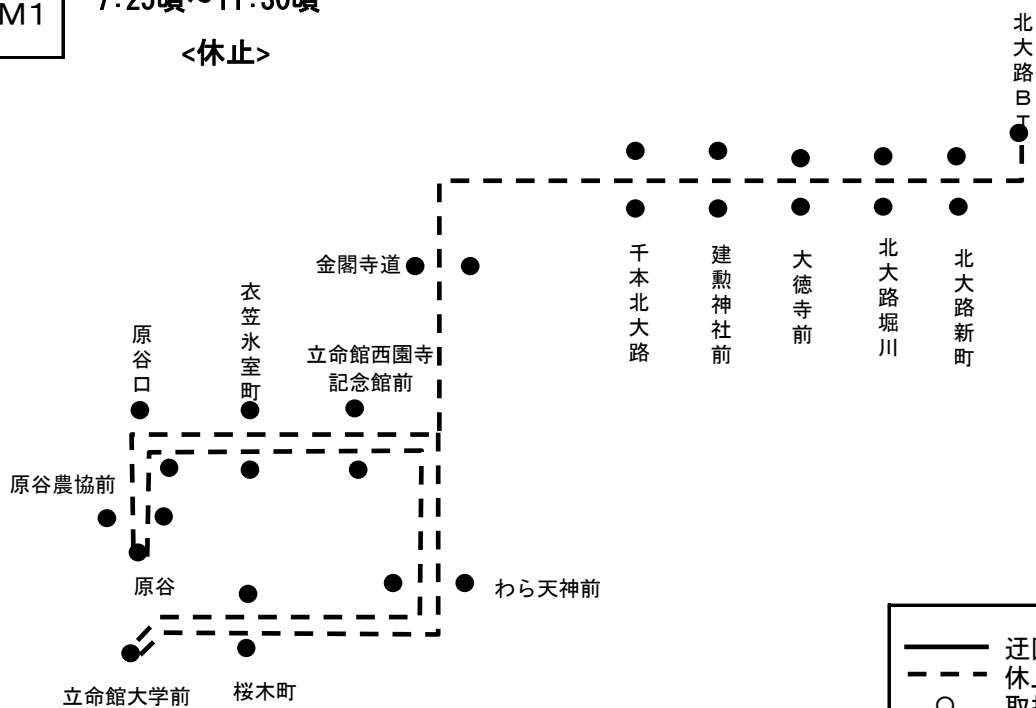 M1
<休止>
北大路BT
金閣寺道
千本北大路
建勲神社前
大徳寺前
北大路堀川
北大路新町
原谷口
衣笠氷室町
立命館西園寺
記念館前
原谷農協前
原谷
わら天神前
立命館大学前
桜木町